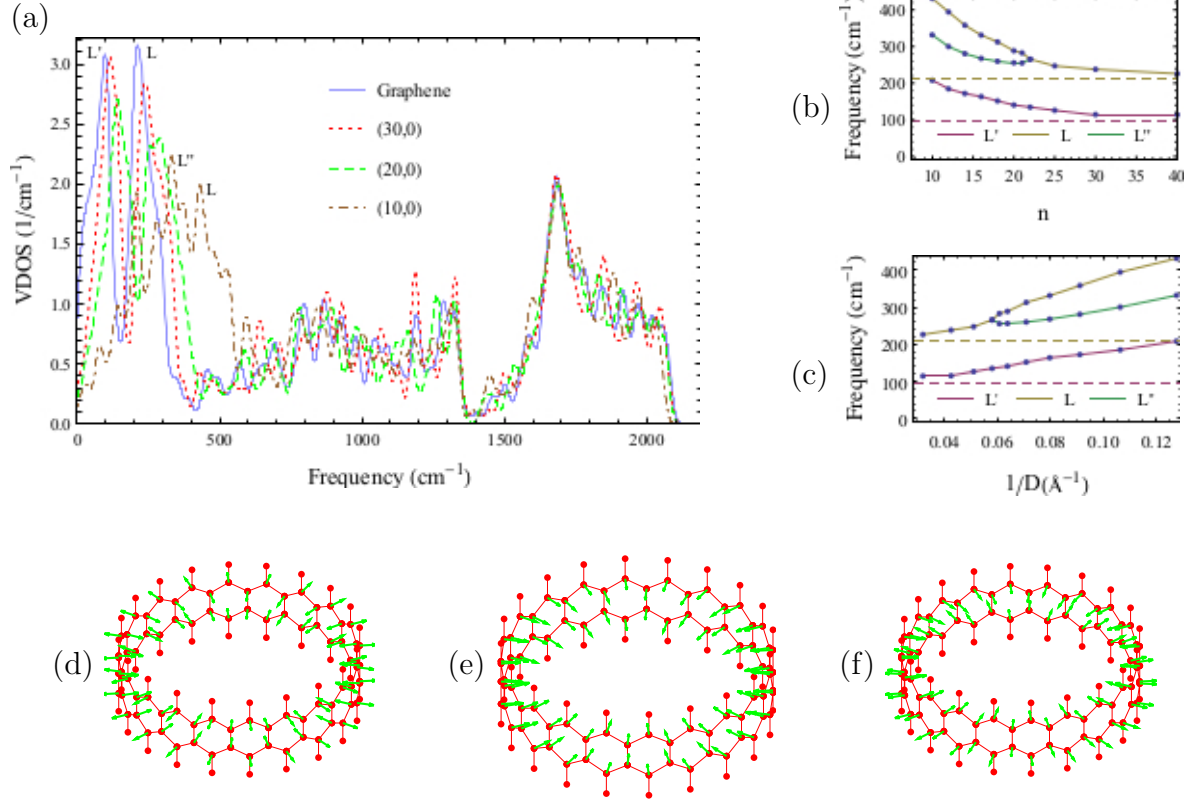 (a)
VDOS (1/cm⁻¹)
3.0
2.5
2.0
1.5
1.0
0.5
0.0
0
500
1000
1500
2000
Frequency (cm⁻¹)
L' L
L''
L
Graphene
(30,0)
(20,0)
(10,0)
(b)
Frequency (cm⁻¹)
400
300
200
100
0
L' L L''
10 15 20 25 30 35 40
n
(c)
Frequency (cm⁻¹)
400
300
200
100
0
L' L L''
0.04 0.06 0.08 0.10 0.12
1/D(Å⁻¹)
(d) (e) (f)